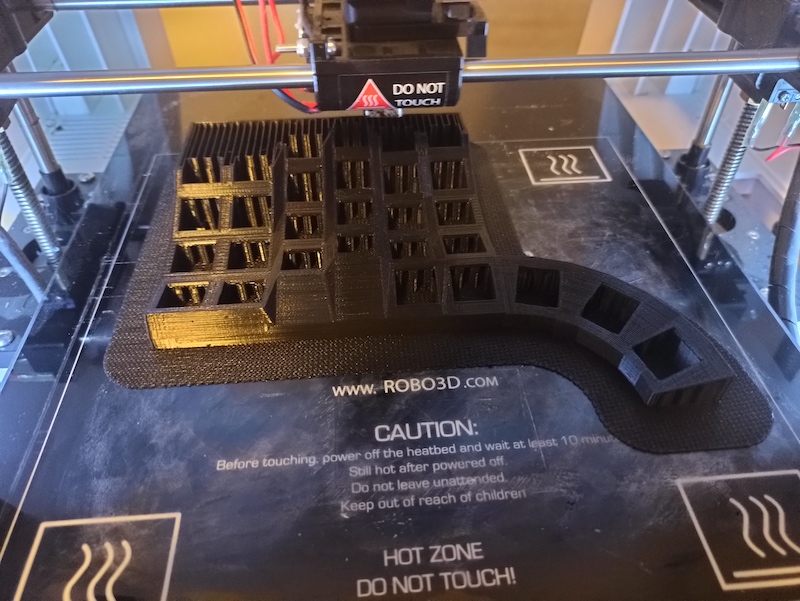 DO NOT
TOUCH
www. ROBO3D.COM
CAUTION:
Before touching, power off the heatbed and wait at least 10 minut
Still hot after powered off.
Do not leave unattended.
Keep out of reach of children
HOT ZONE
DO NOT TOUCH!